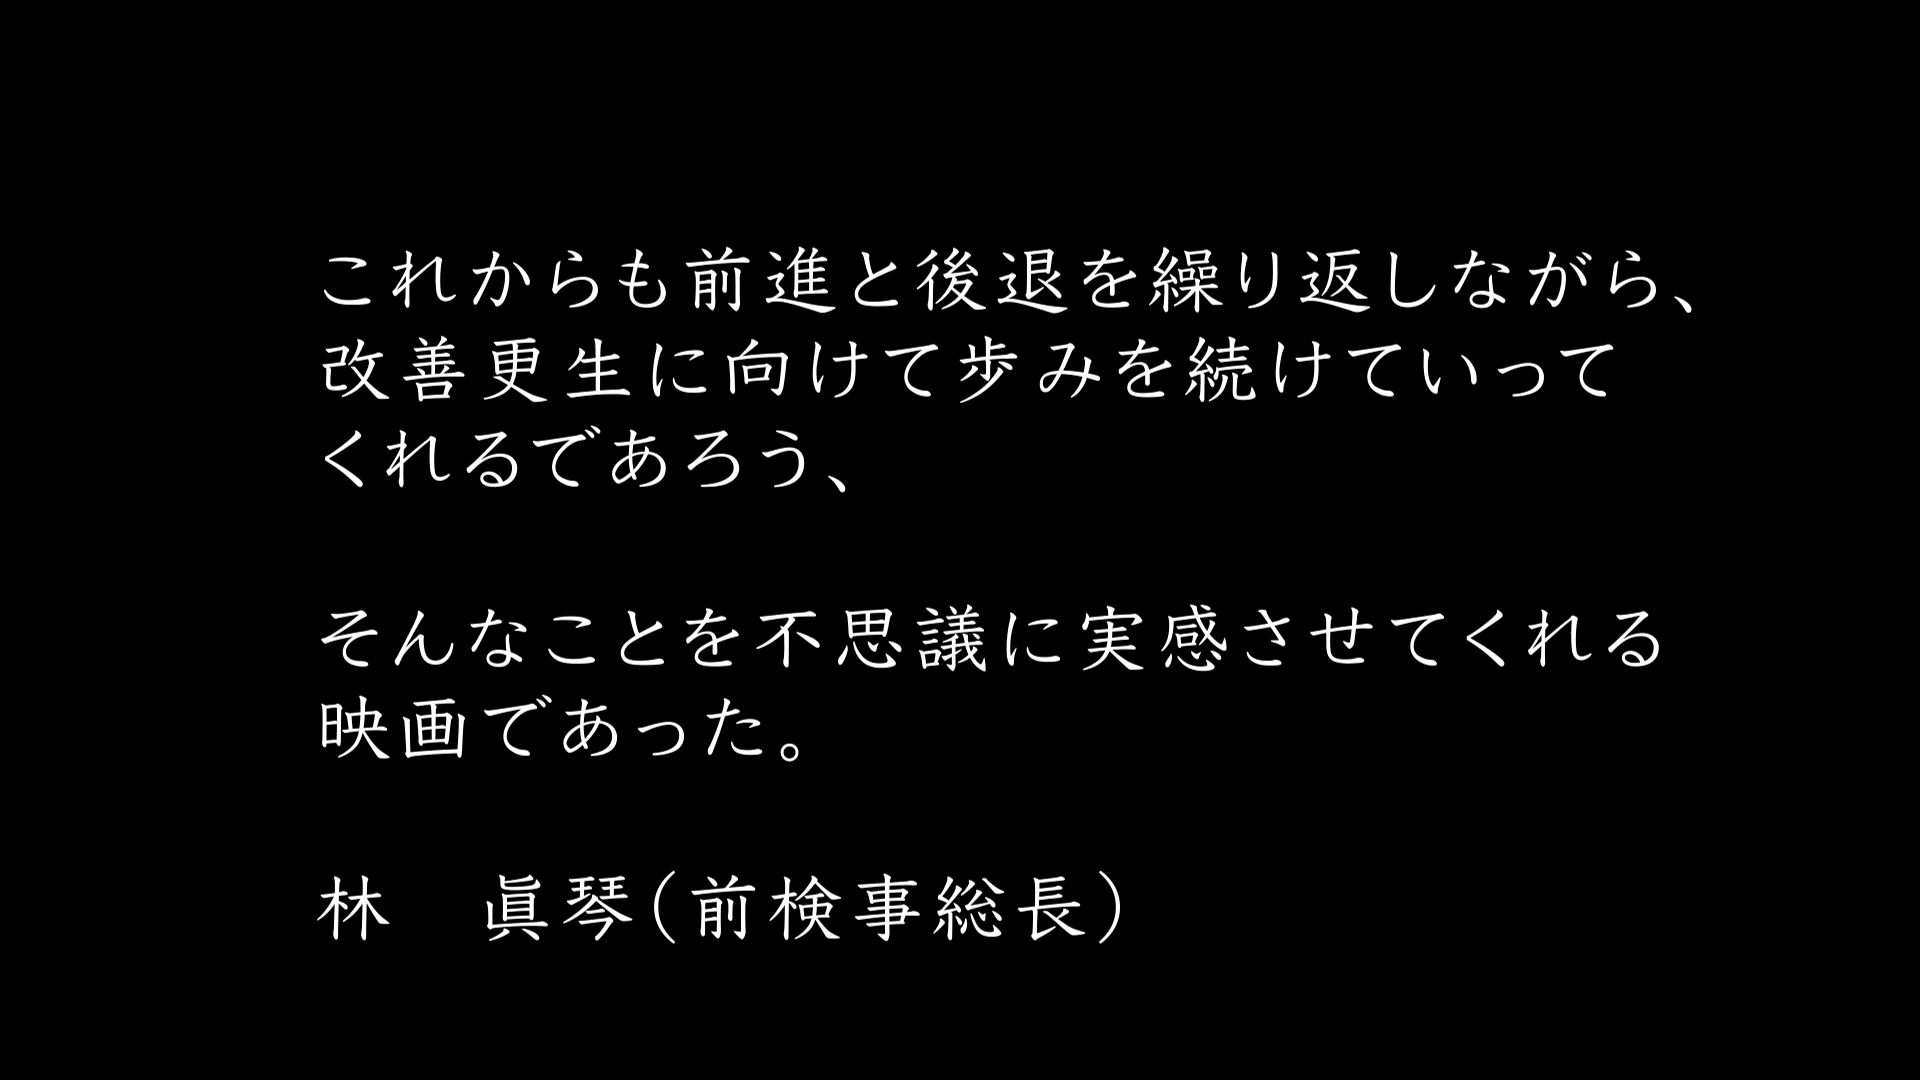 これからも前進と後退を繰り返しながら、
改善更生に向けて歩みを続けていって
くれるであろう、
そんなことを不思議に実感させてくれる
映画であった。
林　眞琴(前検事総長)